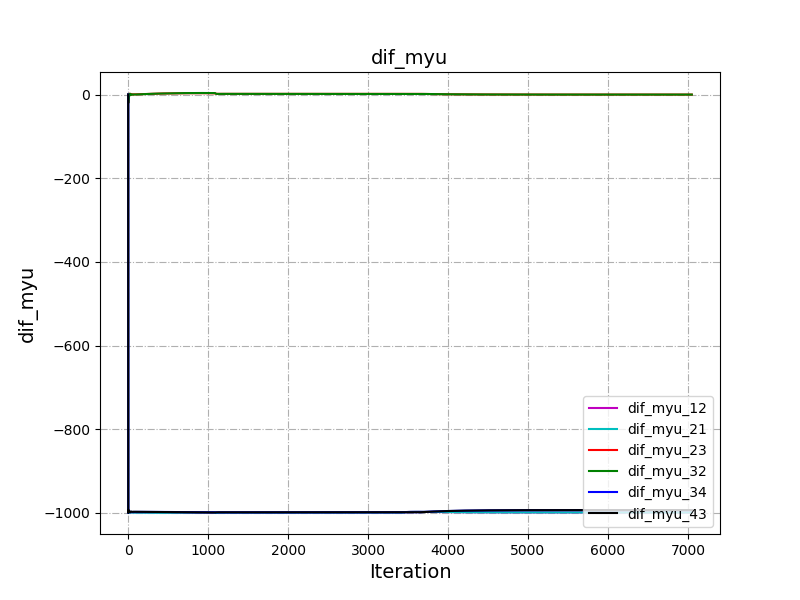 dif_myu
dif_myu
0
−200
−400
−600
−800
−1000
dif_myu_12
dif_myu_21
dif_myu_23
dif_myu_32
dif_myu_34
dif_myu_43
0 1000 2000 3000 4000 5000 6000 7000
Iteration